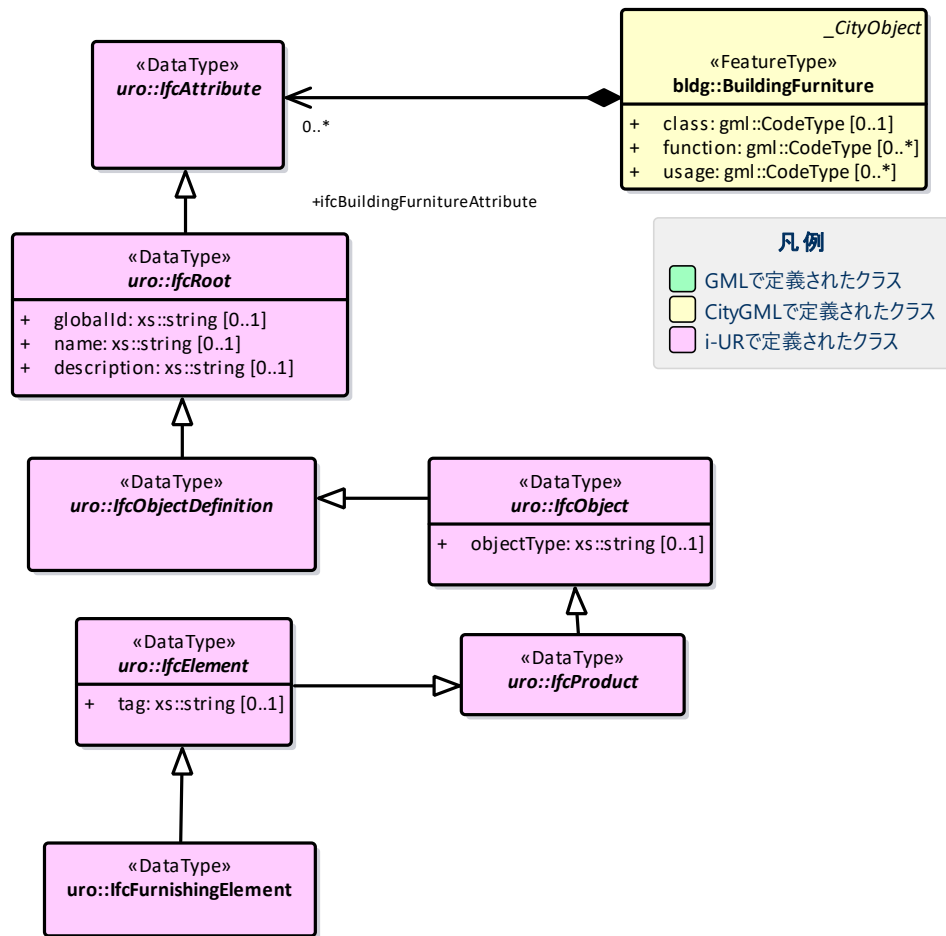 «DataType»
uro::IfcAttribute
_CityObject
«FeatureType»
bldg::BuildingFurniture
+ class: gml::CodeType [0..1]
+ function: gml::CodeType [0..*]
+ usage: gml::CodeType [0..*]
0..*
+ifcBuildingFurnitureAttribute
凡例
GMLで定義されたクラス
CityGMLで定義されたクラス
i-URで定義されたクラス
«DataType»
uro::IfcRoot
+ globalId: xs::string [0..1]
+ name: xs::string [0..1]
+ description: xs::string [0..1]
«DataType»
uro::IfcObjectDefinition
«DataType»
uro::IfcObject
+ objectType: xs::string [0..1]
«DataType»
uro::IfcElement
+ tag: xs::string [0..1]
«DataType»
uro::IfcProduct
«DataType»
uro::IfcFurnishingElement